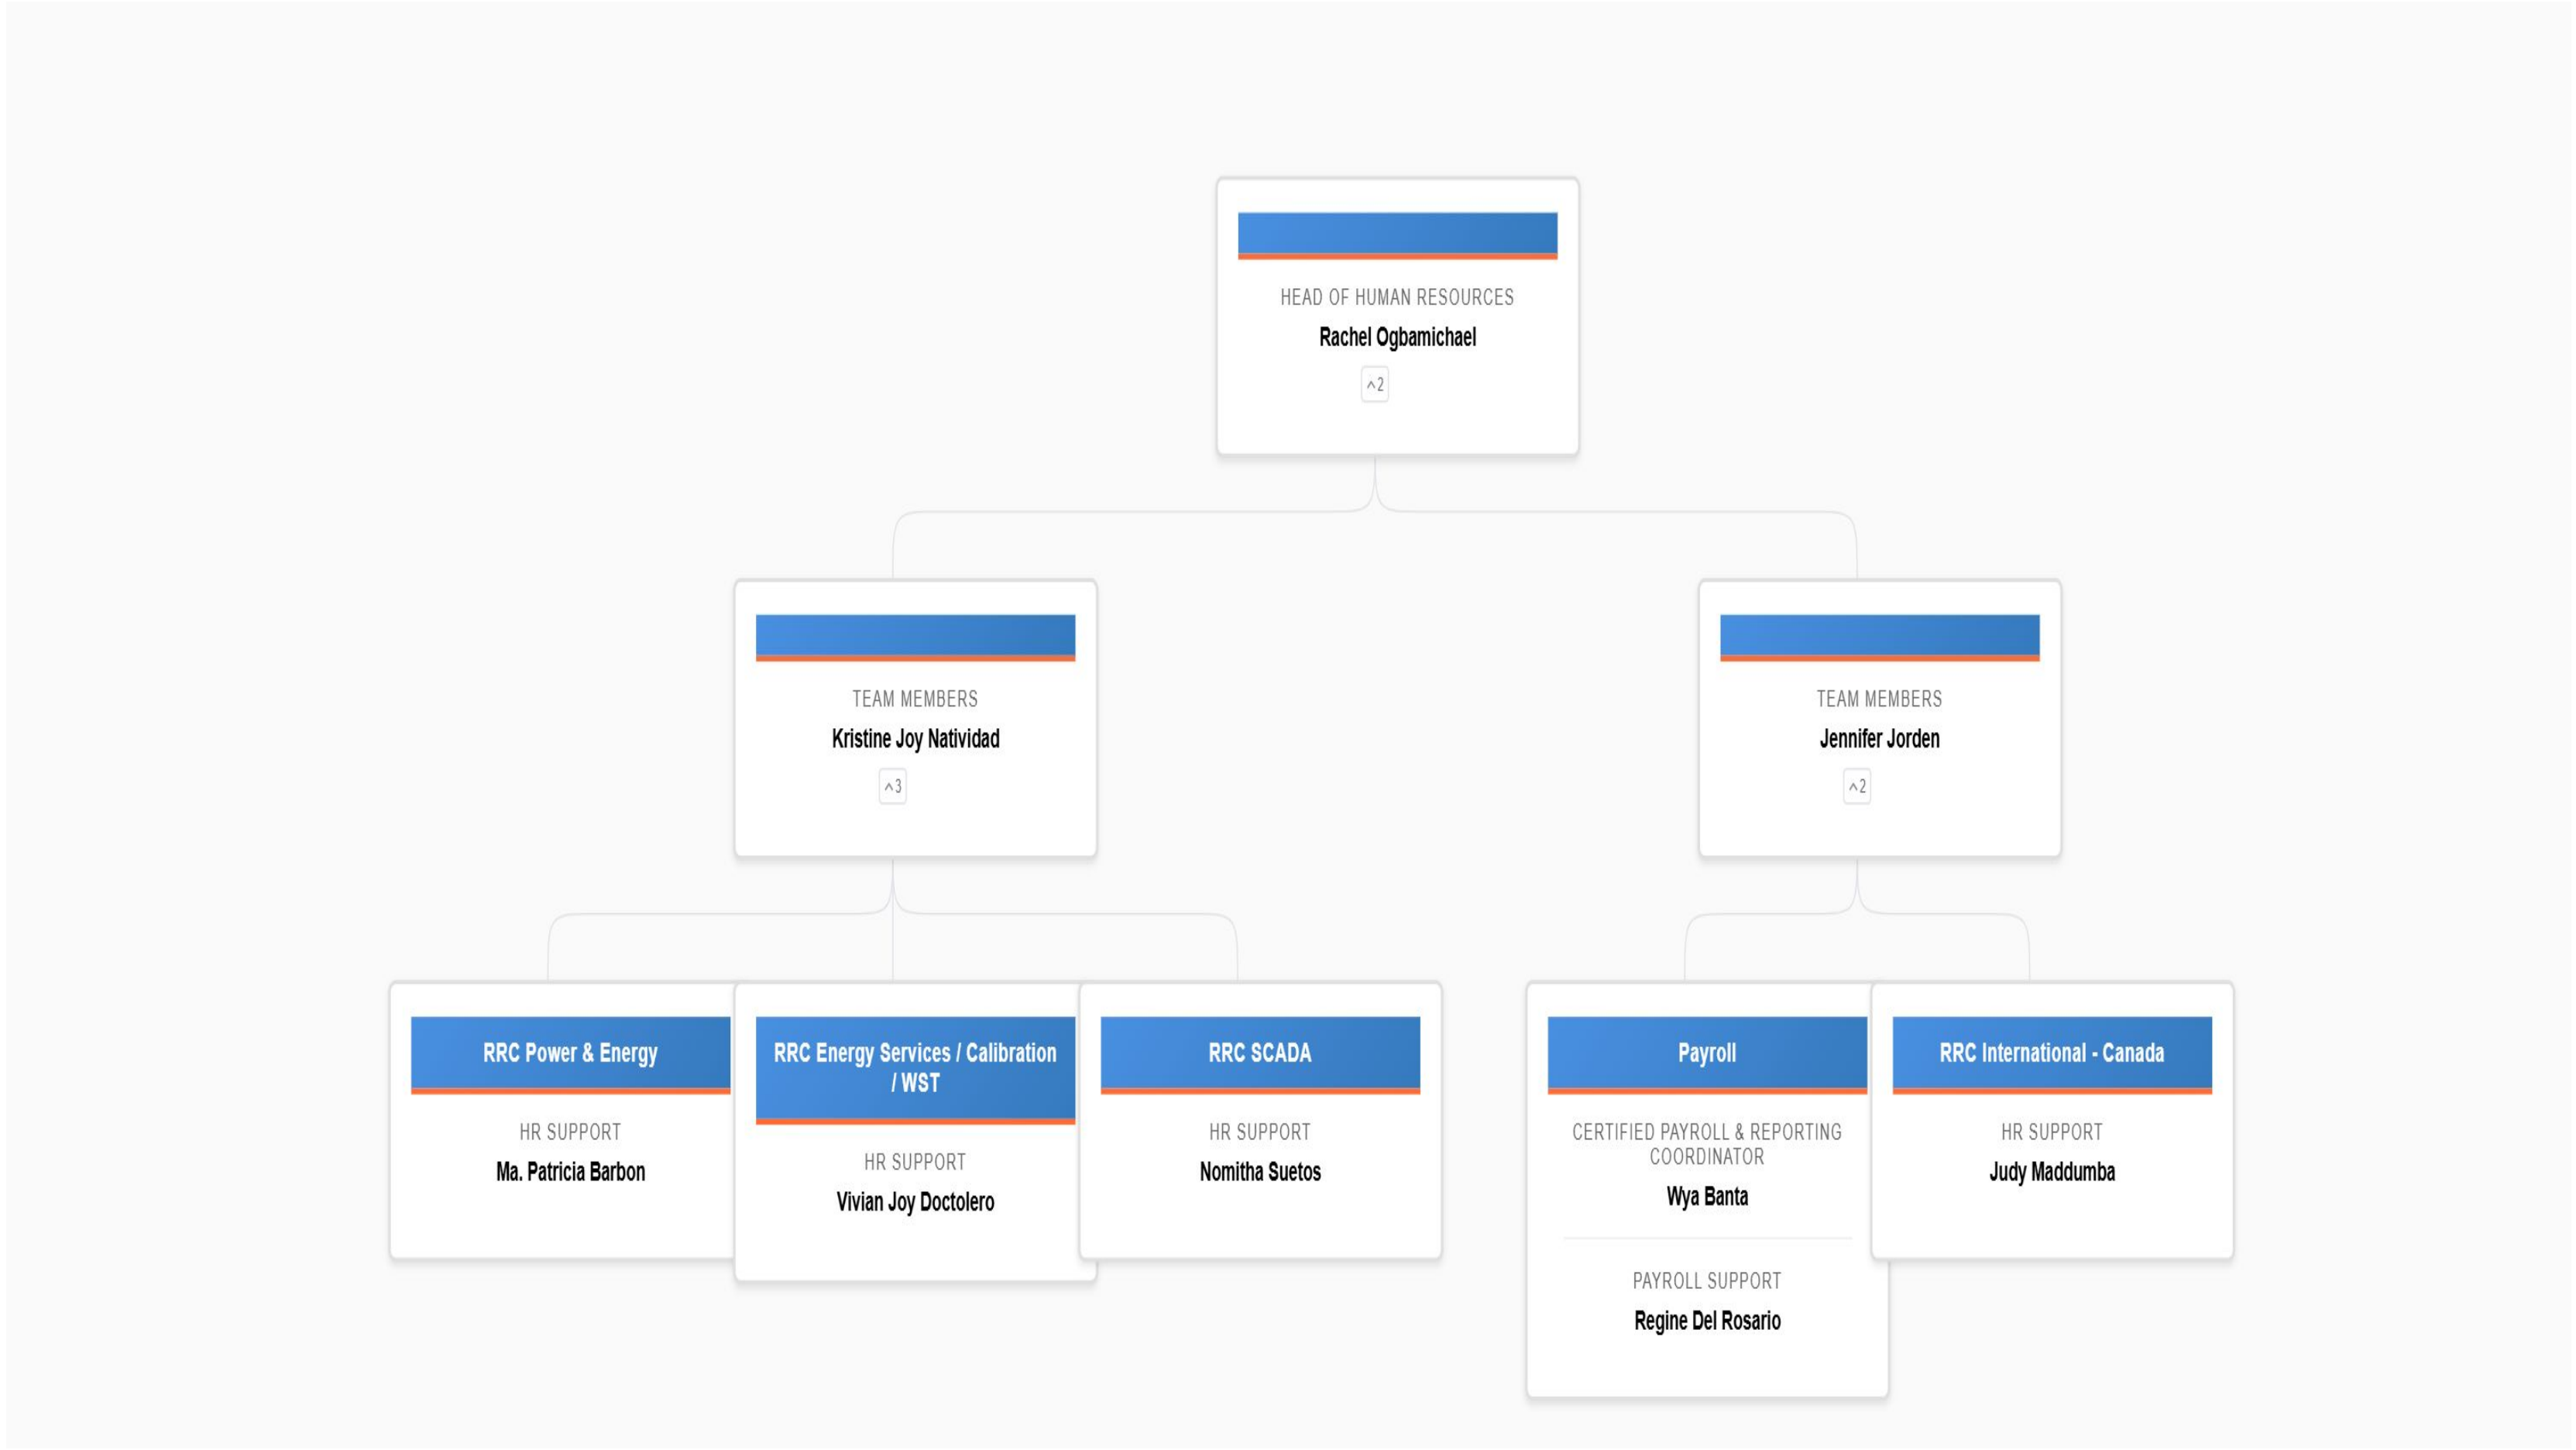 HEAD OF HUMAN RESOURCES
Rachel Ogbamichael
^2
TEAM MEMBERS
Kristine Joy Natividad
^3
TEAM MEMBERS
Jennifer Jorden
^2
RRC Power & Energy
HR SUPPORT
Ma. Patricia Barbon
RRC Energy Services / Calibration
/ WST
HR SUPPORT
Vivian Joy Doctolero
RRC SCADA
HR SUPPORT
Nomitha Suetos
Payroll
CERTIFIED PAYROLL & REPORTING
COORDINATOR
Wya Banta
PAYROLL SUPPORT
Regine Del Rosario
RRC International - Canada
HR SUPPORT
Judy Maddumba